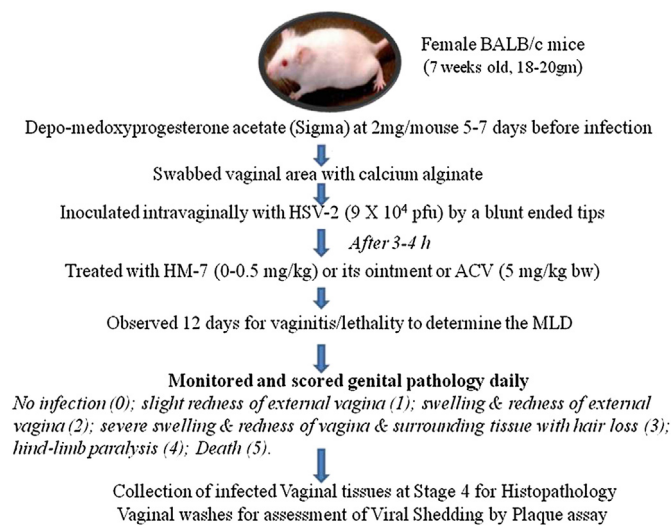 Female BALB/c mice
(7 weeks old, 18-20gm)
Depo-medoxyprogesterone acetate (Sigma) at 2mg/mouse 5-7 days before infection
Swabbed vaginal area with calcium alginate
Inoculated intravaginally with HSV-2 (9 X 10⁴ pfu) by a blunt ended tips
After 3-4 h
Treated with HM-7 (0-0.5 mg/kg) or its ointment or ACV (5 mg/kg bw)
Observed 12 days for vaginitis/lethality to determine the MLD
Monitored and scored genital pathology daily
No infection (0); slight redness of external vagina (1); swelling & redness of external
vagina (2); severe swelling & redness of vagina & surrounding tissue with hair loss (3);
hind-limb paralysis (4); Death (5).
Collection of infected Vaginal tissues at Stage 4 for Histopathology
Vaginal washes for assessment of Viral Shedding by Plaque assay